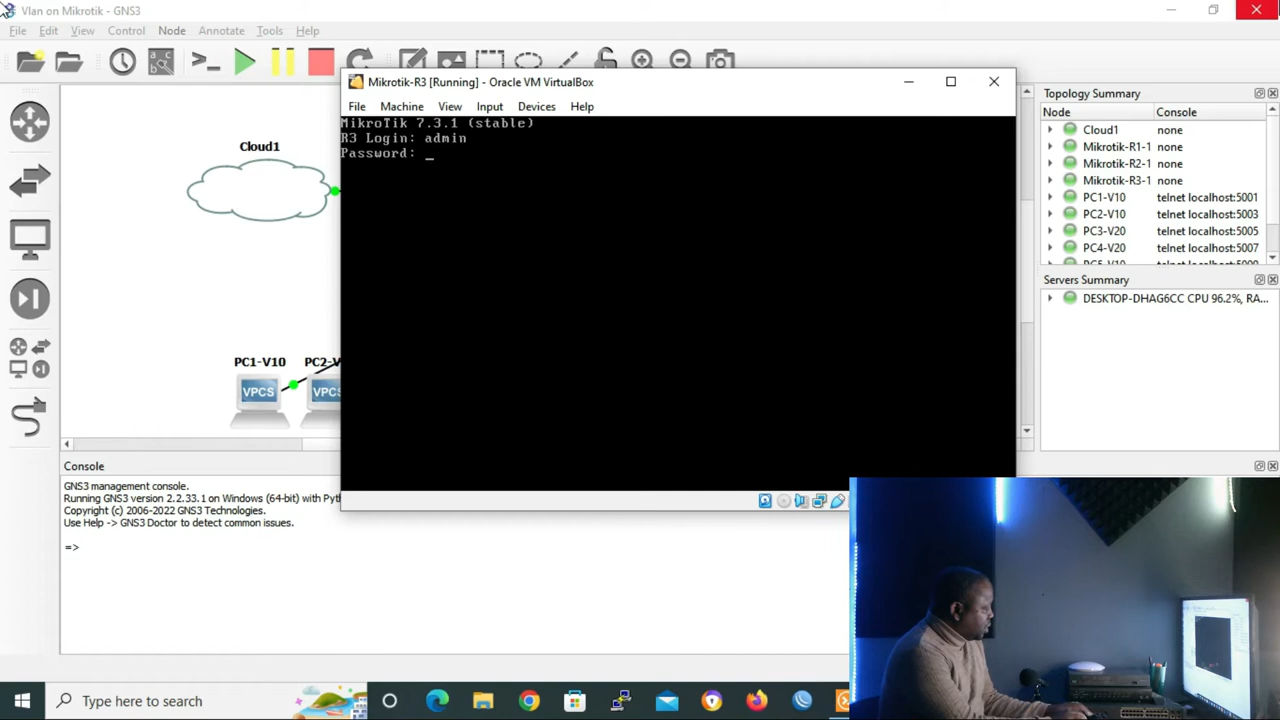 Vlan on Mikrotik - GNS3
File Edit View Control Node Annotate Tools Help
Mikrotik-R3 [Running] - Oracle VM VirtualBox
File Machine View Input Devices Help
MikroTik 7.3.1 (stable)
R3 Login: admin
Password: _
Cloud1
PC1-V10 PC2-V
VPCS VPCS
Topology Summary
Node Console
Cloud1 none
Mikrotik-R1-1 none
Mikrotik-R2-1 none
Mikrotik-R3-1 none
PC1-V10 telnet localhost:5001
PC2-V10 telnet localhost:5003
PC3-V20 telnet localhost:5005
PC4-V20 telnet localhost:5007
Servers Summary
DESKTOP-DHAG6CC CPU 96.2%, RA...
Console
GNS3 management console.
Running GNS3 version 2.2.33.1 on Windows (64-bit) with Pyth
Copyright (c) 2006-2022 GNS3 Technologies.
Use Help -> GNS3 Doctor to detect common issues.
=>
Type here to search